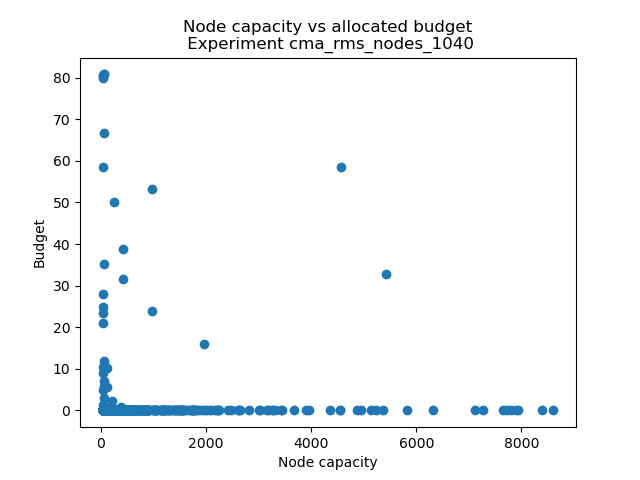 Node capacity vs allocated budget
Experiment cma_rms_nodes_1040
80
70
60
50
40
30
20
10
0
Budget
0 2000 4000 6000 8000
Node capacity